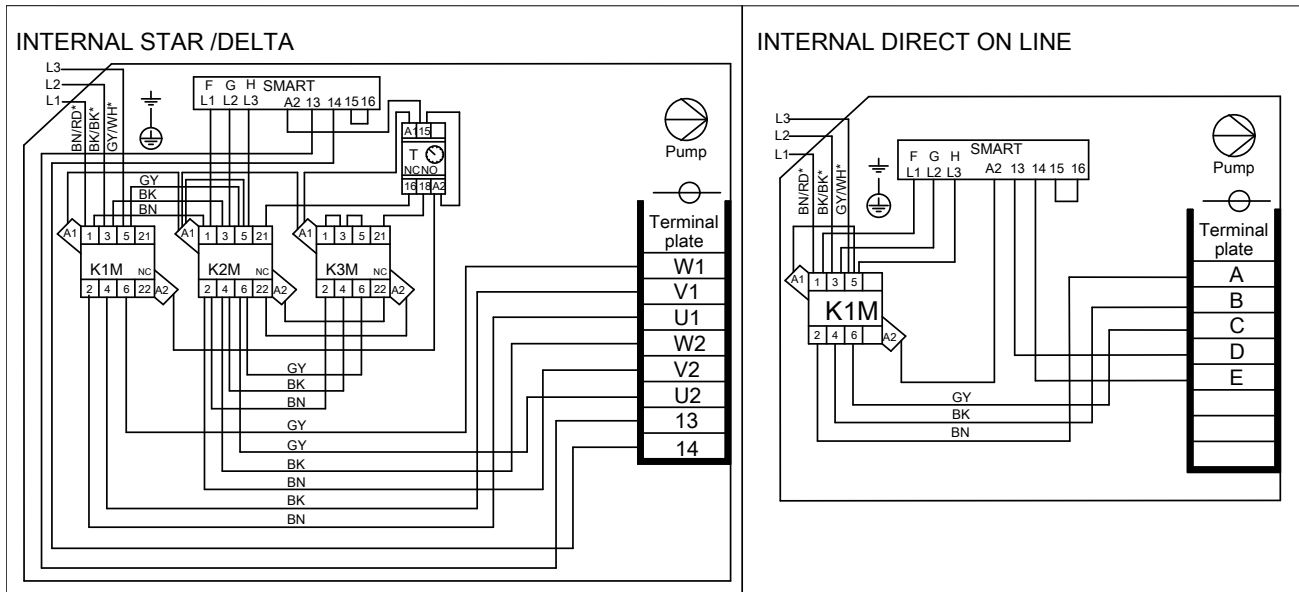 INTERNAL STAR /DELTA
L3
L2
L1
BN/RD*
BK/BK*
GY/WH*
F G H SMART
L1 L2 L3 A2 13 14 15 16
A1 15
T
NC NO
16 18 A2
GY
BK
BN
A1 1 3 5 21
K1M NC
2 4 6 22 A2
A1 1 3 5 21
K2M NC
2 4 6 22 A2
1 3 5 21
K3M NC
2 4 6 22 A2
A1
GY
BK
BN
GY
GY
BK
BN
BK
BN
Pump
Terminal
plate
W1
V1
U1
W2
V2
U2
13
14
INTERNAL DIRECT ON LINE
L3
L2
L1
BN/RD*
BK/BK*
GY/WH*
F G H SMART
L1 L2 L3 A2 13 14 15 16
A1 1 3 5
K1M
2 4 6 A2
GY
BK
BN
Pump
Terminal
plate
A
B
C
D
E